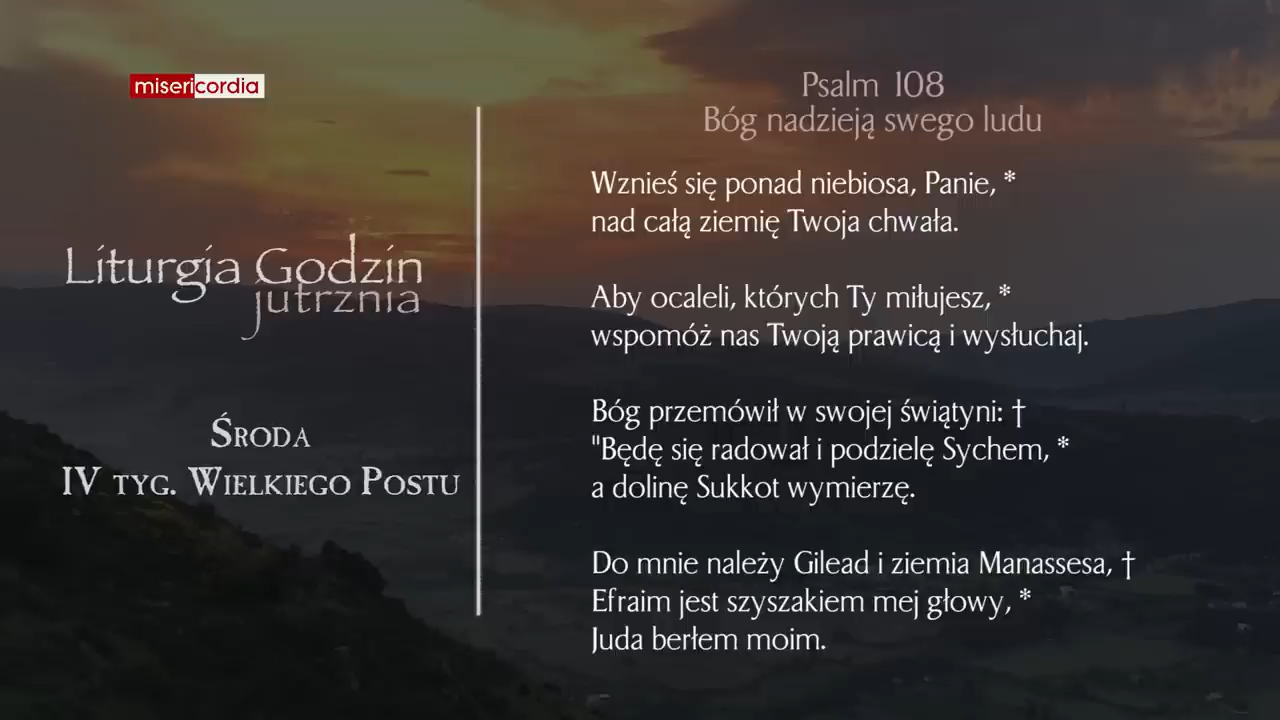 misericordia
Liturgia Godzin
jutrznia
Środa
IV tyg. Wielkiego Postu
Psalm 108
Bóg nadzieją swego ludu
Wznieś się ponad niebiosa, Panie, *
nad całą ziemię Twoja chwała.
Aby ocaleli, których Ty miłujesz, *
wspomóż nas Twoją prawicą i wysłuchaj.
Bóg przemówił w swojej świątyni: †
"Będę się radował i podzielę Sychem, *
a dolinę Sukkot wymierzę.
Do mnie należy Gilead i ziemia Manassesa, †
Efraim jest szyszakiem mej głowy, *
Juda berłem moim.